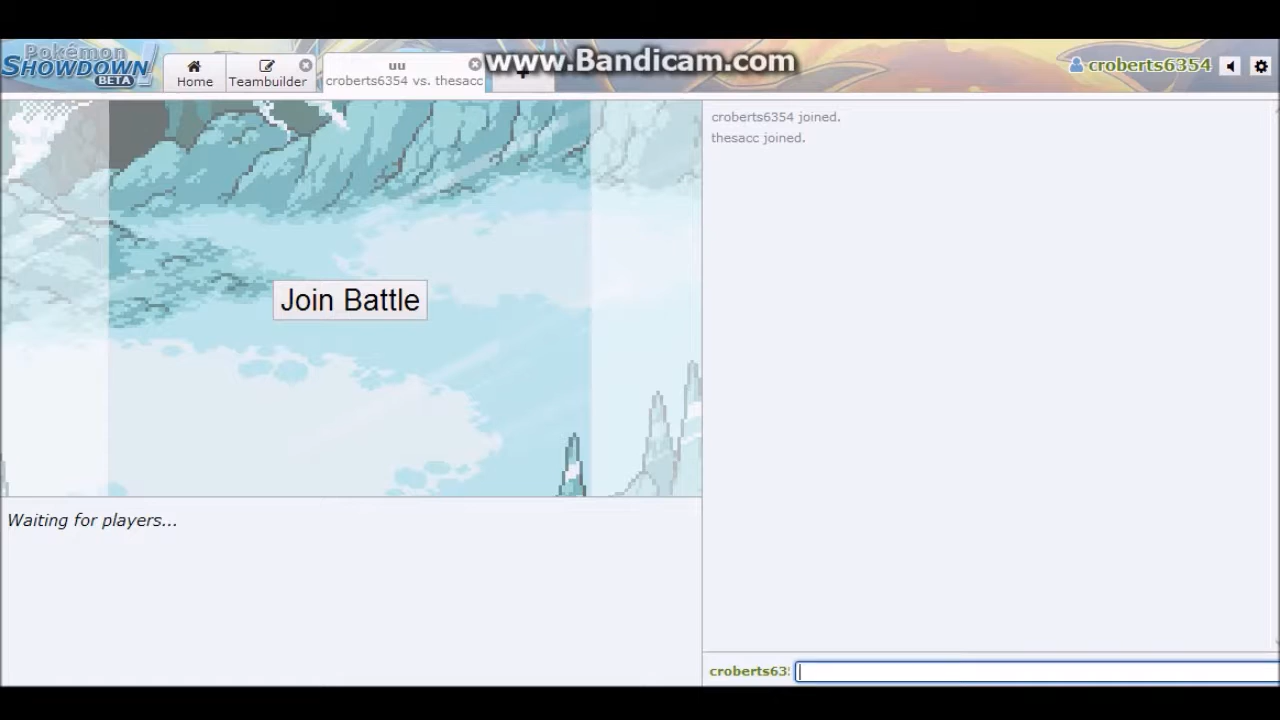 www.Bandicam.com
Pokémon
SHOWDOWN!
BETA
Home
Teambuilder
uu
croberts6354 vs. thesacc
croberts6354
croberts6354 joined.
thesacc joined.
Join Battle
Waiting for players...
croberts63